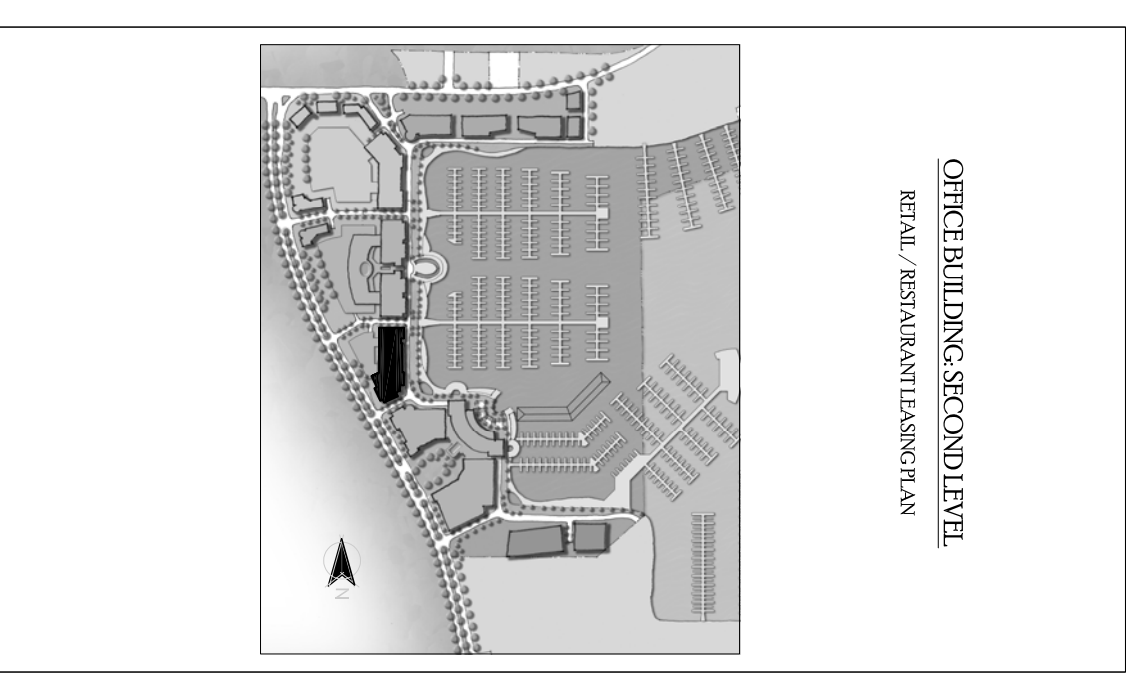 OFFICE BUILDING: SECOND LEVEL
RETAIL / RESTAURANT LEASING PLAN
N